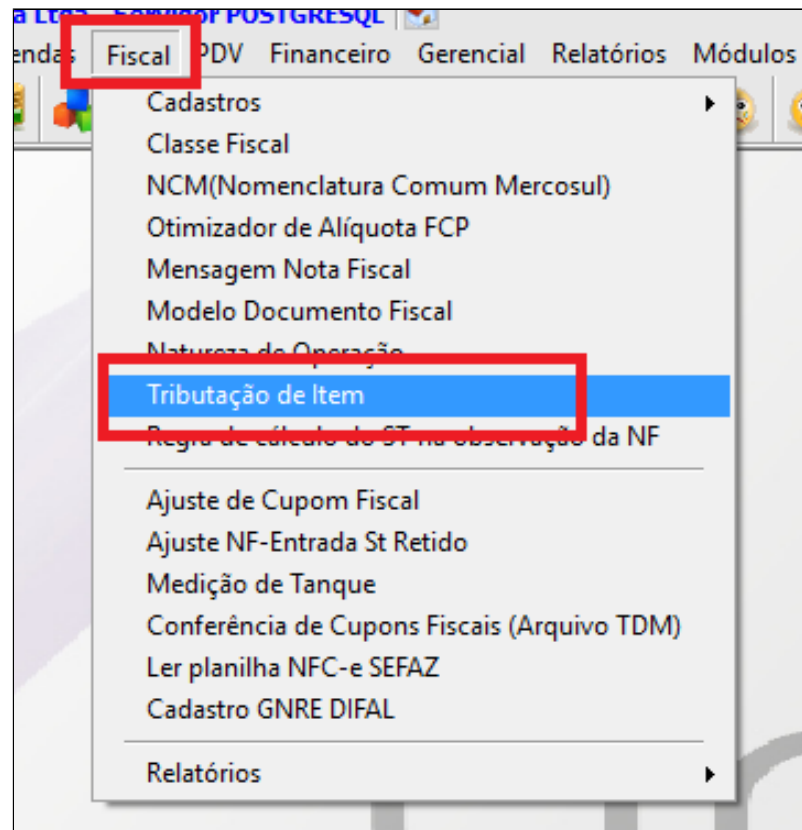 a Ltda - Servidor POSTGRESQL
endas Fiscal PDV Financeiro Gerencial Relatórios Módulos
Cadastros
Classe Fiscal
NCM(Nomenclatura Comum Mercosul)
Otimizador de Alíquota FCP
Mensagem Nota Fiscal
Modelo Documento Fiscal
Natureza de Operação
Tributação de Item
Regra de cálculo do ST na observação da NF
Ajuste de Cupom Fiscal
Ajuste NF-Entrada St Retido
Medição de Tanque
Conferência de Cupons Fiscais (Arquivo TDM)
Ler planilha NFC-e SEFAZ
Cadastro GNRE DIFAL
Relatórios